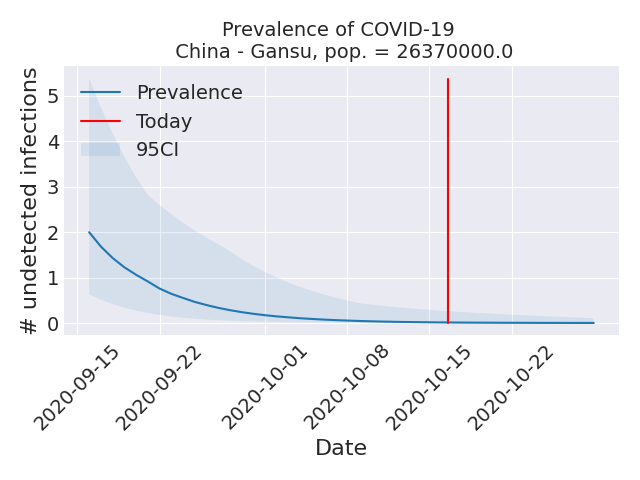 Prevalence of COVID-19
China - Gansu, pop. = 26370000.0
# undetected infections
5
4
3
2
1
0
Prevalence
Today
95CI
2020-09-15
2020-09-22
2020-10-01
2020-10-08
2020-10-15
2020-10-22
Date